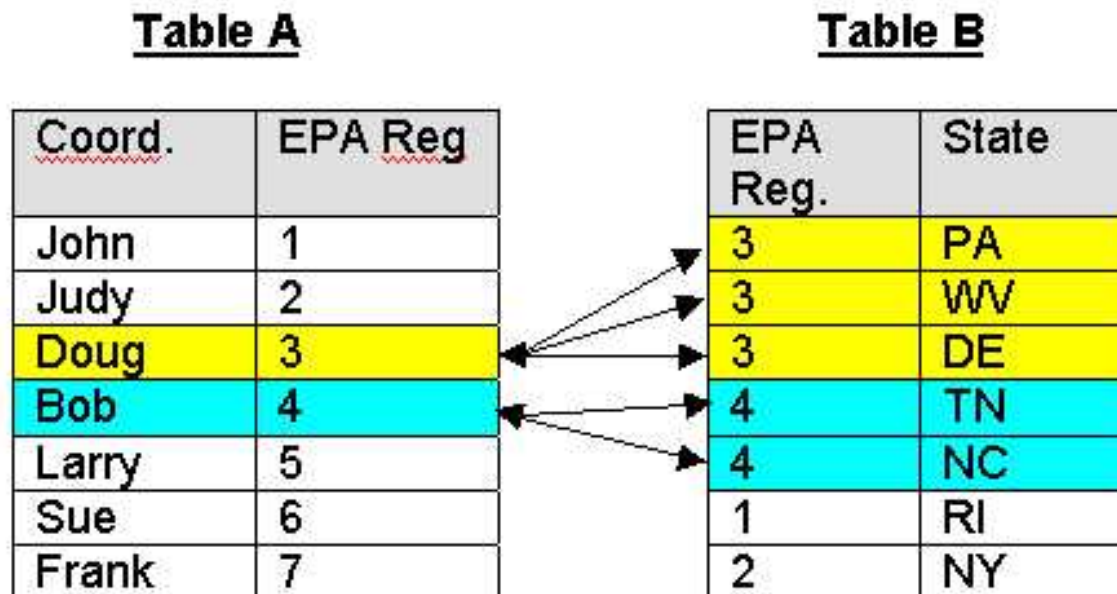 Table A
Coord. EPA Reg
John 1
Judy 2
Doug 3
Bob 4
Larry 5
Sue 6
Frank 7
Table B
EPA State
Reg.
3 PA
3 WV
3 DE
4 TN
4 NC
1 RI
2 NY